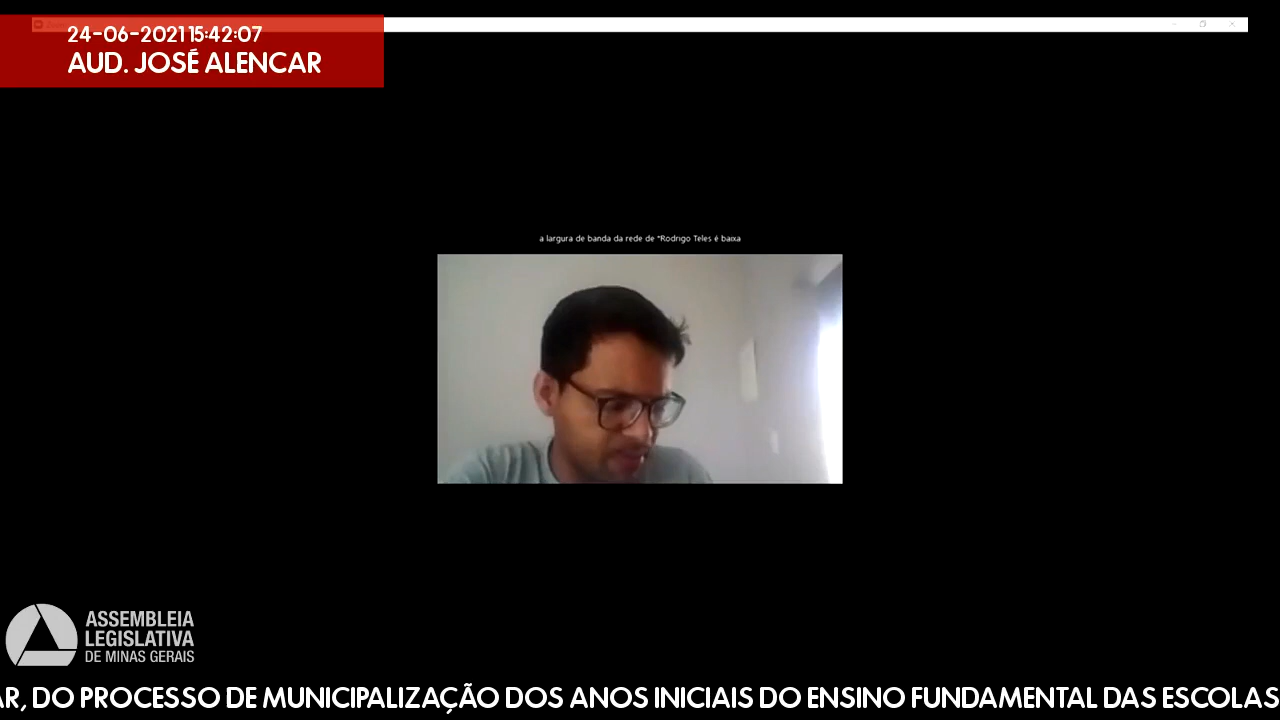 24-06-2021 15:42:07
AUD. JOSÉ ALENCAR
a largura de banda da rede de "Rodrigo Teles é baixa
ASSEMBLEIA
LEGISLATIVA
DE MINAS GERAIS
AR, DO PROCESSO DE MUNICIPALIZAÇÃO DOS ANOS INICIAIS DO ENSINO FUNDAMENTAL DAS ESCOLAS